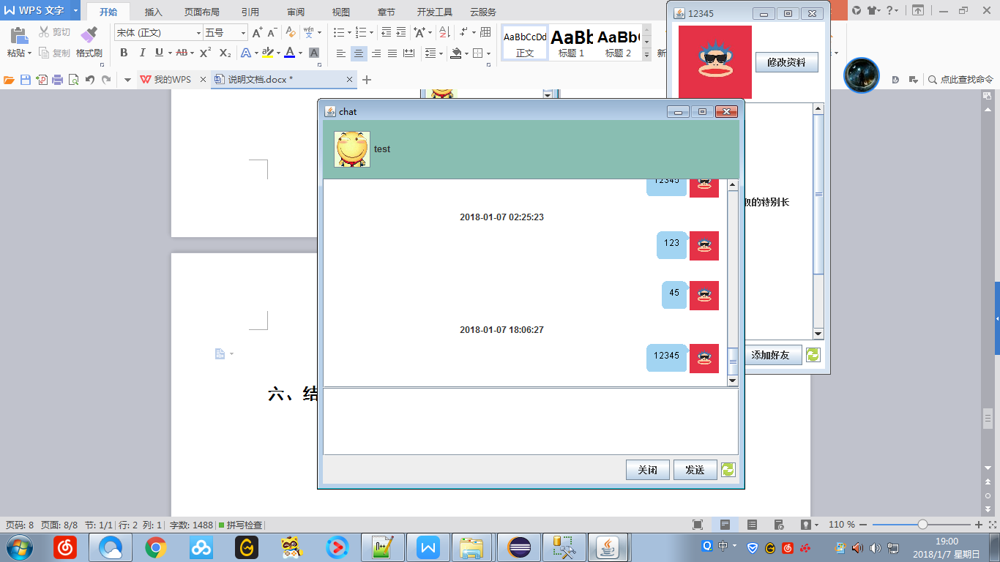 WPS 文字
开始 插入 页面布局 引用 审阅 视图 章节 开发工具 云服务
粘贴 剪切 复制 格式刷
宋体 (正文) 五号
AaBbCcDd AaBb AaBb
正文 标题 1 标题 2 新
我的WPS 说明文档.docx * 点此查找命令
12345
修改资料
取的特别长
添加好友
chat
test
12345
2018-01-07 02:25:23
123
45
2018-01-07 18:06:27
12345
关闭 发送
六、结
页码: 8 页面: 8/8 节: 1/1 行: 2 列: 1 字数: 1488 拼写检查 110 %
中
19:00
2018/1/7 星期日